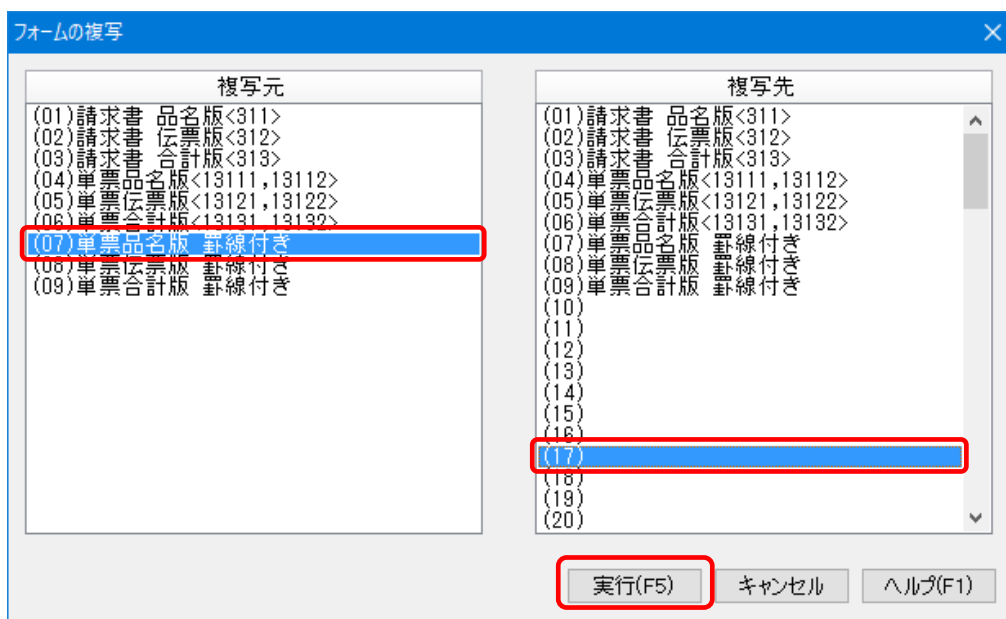 フォームの複写
複写元
(01)請求書 品名版<311>
(02)請求書 伝票版<312>
(03)請求書 合計版<313>
(04)単票品名版<13111,13112>
(05)単票伝票版<13121,13122>
(06)単票合計版<13131,13132>
(07)単票品名版 罫線付き
(08)単票伝票版 罫線付き
(09)単票合計版 罫線付き
複写先
(01)請求書 品名版<311>
(02)請求書 伝票版<312>
(03)請求書 合計版<313>
(04)単票品名版<13111,13112>
(05)単票伝票版<13121,13122>
(06)単票合計版<13131,13132>
(07)単票品名版 罫線付き
(08)単票伝票版 罫線付き
(09)単票合計版 罫線付き
(10)
(11)
(12)
(13)
(14)
(15)
(16)
(17)
(18)
(19)
(20)
実行(F5)
キャンセル
ヘルプ(F1)